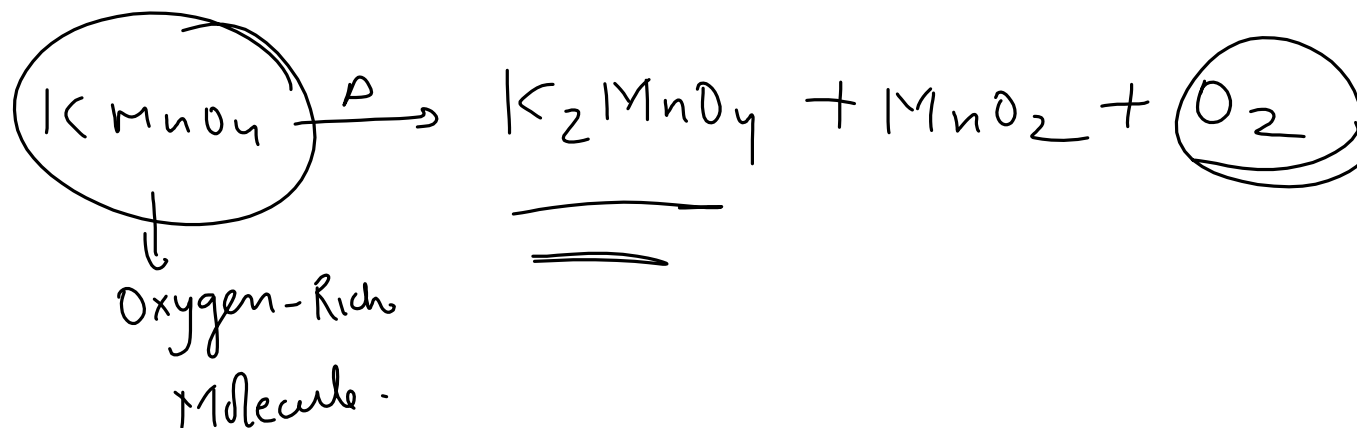 KMnO4 Δ→ K2MnO4 + MnO2 + O2
↓
Oxygen-Rich
Molecule.